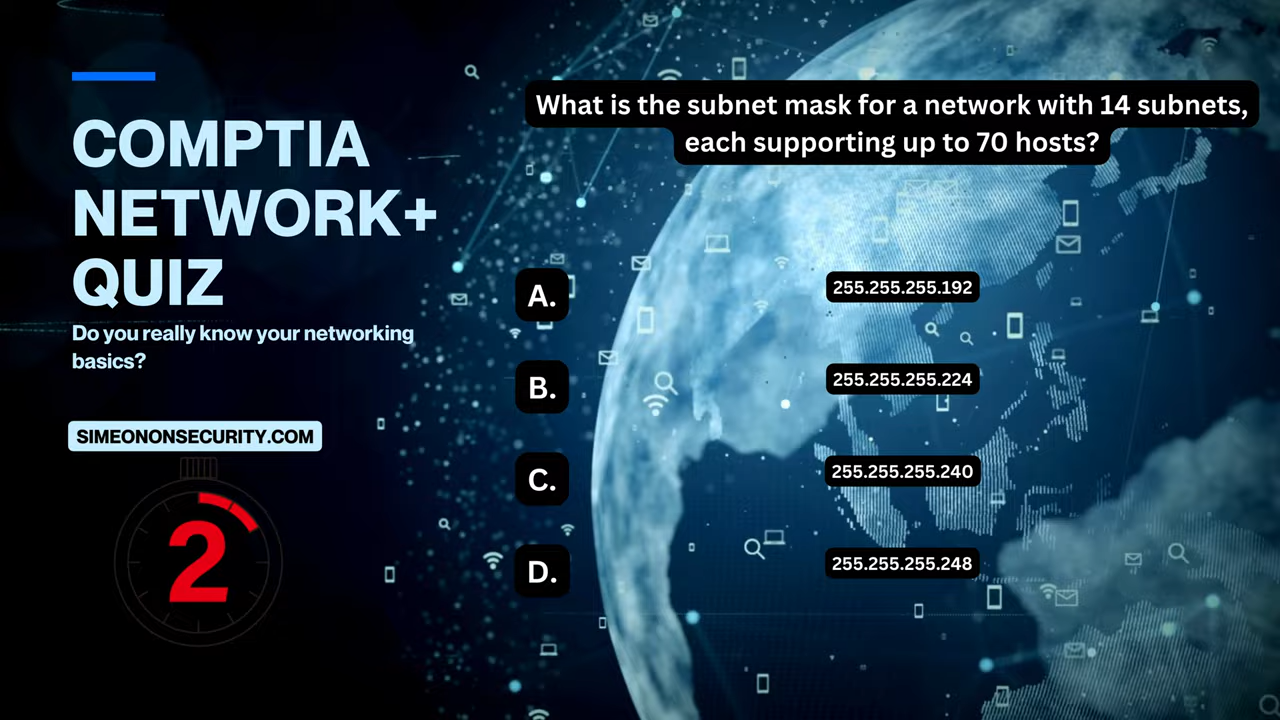 COMPTIA
NETWORK+
QUIZ
Do you really know your networking
basics?
SIMEONONSECURITY.COM
2
What is the subnet mask for a network with 14 subnets,
each supporting up to 70 hosts?
A. 255.255.255.192
B. 255.255.255.224
C. 255.255.255.240
D. 255.255.255.248